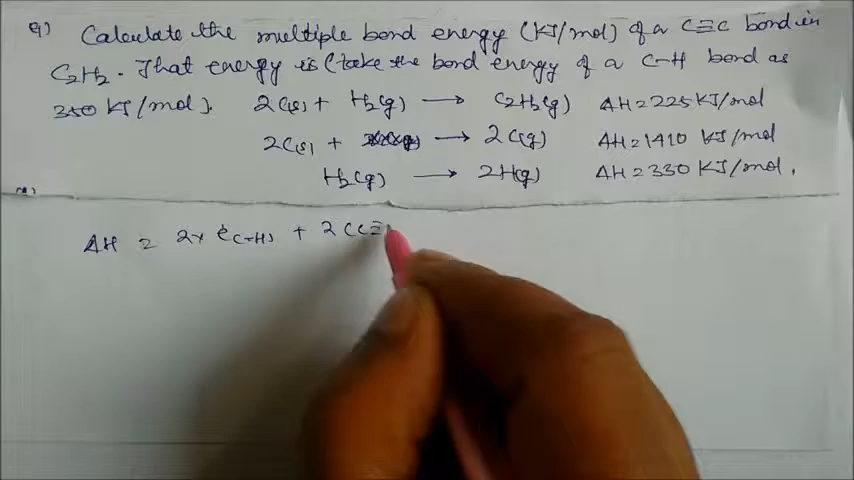 Q1) Calculate the multiple bond energy (KJ/mol) of a C≡C bond in
C2H2. That energy is (take the bond energy of a C-H bond as
350 KJ/mol).
2C(s) + H2(g) → C2H2(g) ΔH=225 KJ/mol
2C(s) + → 2C(g) ΔH=1410 KJ/mol
H2(g) → 2H(g) ΔH=330 KJ/mol.
ΔH = 2x E(C-H) + 2 (C≡